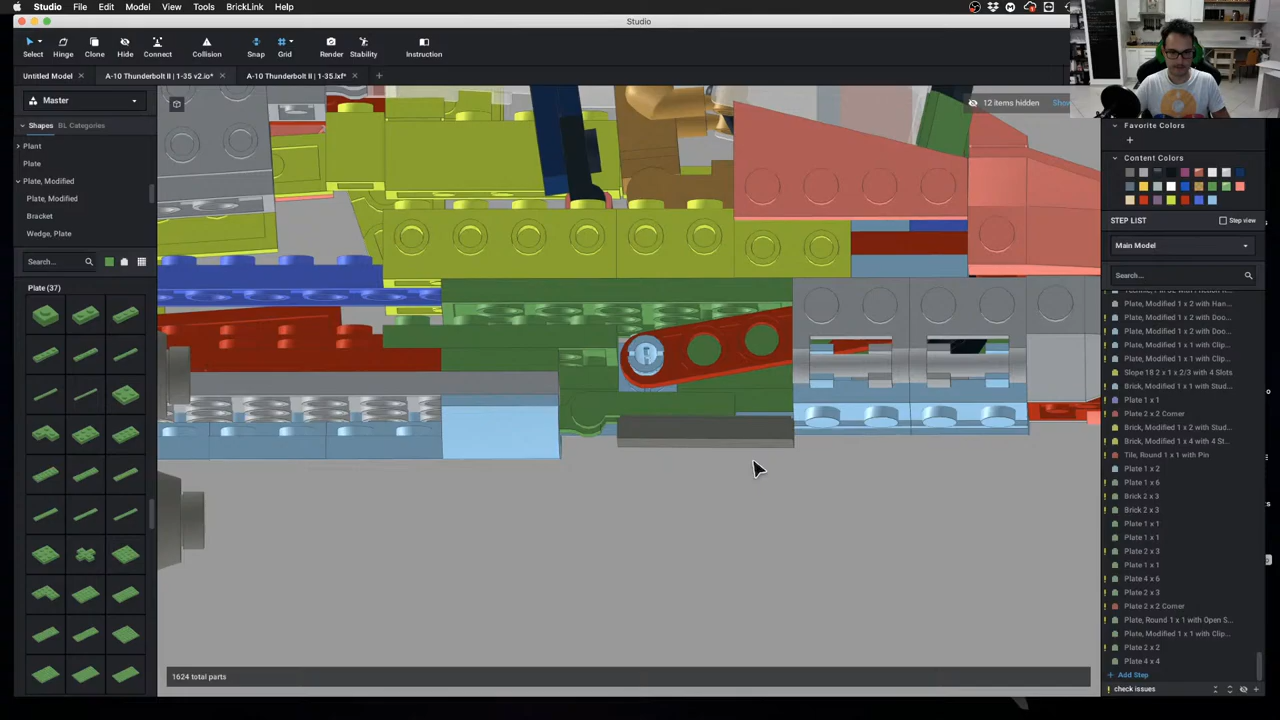 Studio File Edit Model View Tools BrickLink Window Help
Studio
Select Hinge Clone Hide Connect Collision Snap Grid Render Stability Instruction
Untitled Model A-10 Thunderbolt II | 1-35 v2.io* A-10 Thunderbolt II | 1-35.lxf*
Master
Shapes BL Categories
Plant
Plate
Plate, Modified
Plate, Modified
Bracket
Wedge, Plate
Search...
Plate (37)
12 items hidden
1624 total parts
Favorite Colors
Content Colors
STEP LIST Step view
Main Model
Search...
Plate, Modified 1 x 2 with Han...
Plate, Modified 1 x 2 with Doo...
Plate, Modified 1 x 2 with Doo...
Plate, Modified 1 x 2 with Clip...
Plate, Modified 1 x 2 with Clip...
Slope 18 2 x 1 x 2/3 with 4 Slots
Brick, Modified 1 x 2 with Stud...
Plate 1 x 1
Plate 2 x 2 Corner
Brick, Modified 1 x 2 with Stud...
Brick, Modified 1 x 4 with 4 St...
Tile, Round 1 x 1 with Pin
Plate 1 x 2
Plate 1 x 6
Brick 2 x 3
Brick 2 x 3
Plate 1 x 1
Plate 1 x 1
Plate 2 x 3
Plate 1 x 1
Plate 4 x 6
Plate 2 x 3
Plate 2 x 2 Corner
Plate, Round 1 x 1 with Open S...
Plate, Modified 1 x 1 with Clip...
Plate 2 x 2
Plate 4 x 4
Add Step
check issues